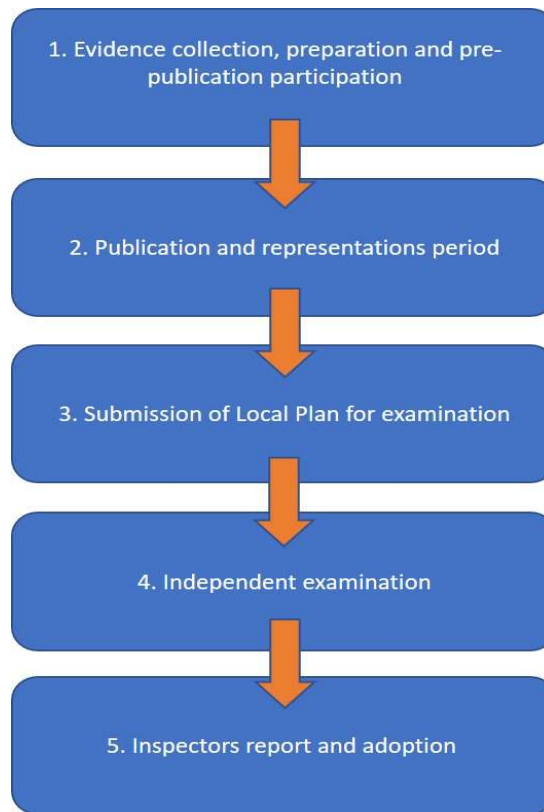 1. Evidence collection, preparation and pre-
publication participation
2. Publication and representations period
3. Submission of Local Plan for examination
4. Independent examination
5. Inspectors report and adoption